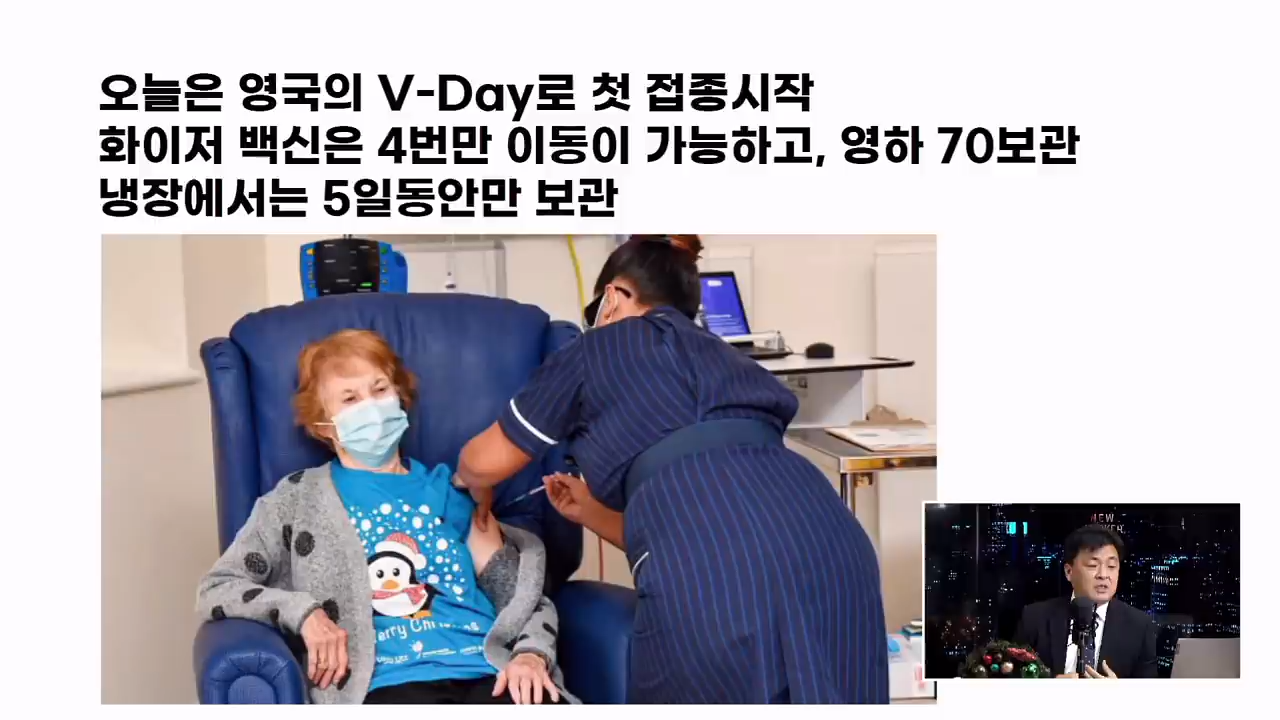 오늘은 영국의 V-Day로 첫 접종시작
화이저 백신은 4번만 이동이 가능하고, 영하 70보관
냉장에서는 5일동안만 보관
Merry Christmas
NEW